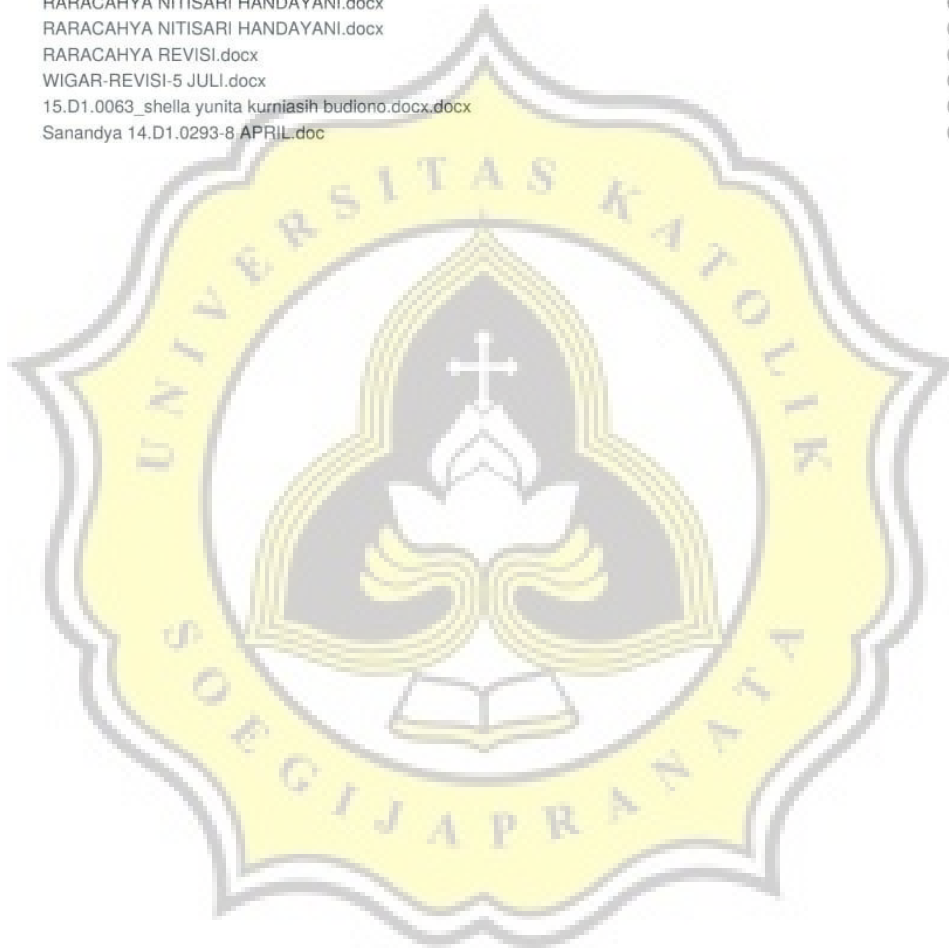 RARACAHYA NITISARI HANDAYANI.docx
RARACAHYA NITISARI HANDAYANI.docx
RARACAHYA REVISI.docx
WIGAR-REVISI-5 JULI.docx
15.D1.0063_shella yunita kurniasih budiono.docx.docx
Sanandya 14.D1.0293-8 APRIL.doc
UNIVERSITAS KATOLIK
SOEGIJAPRANATA